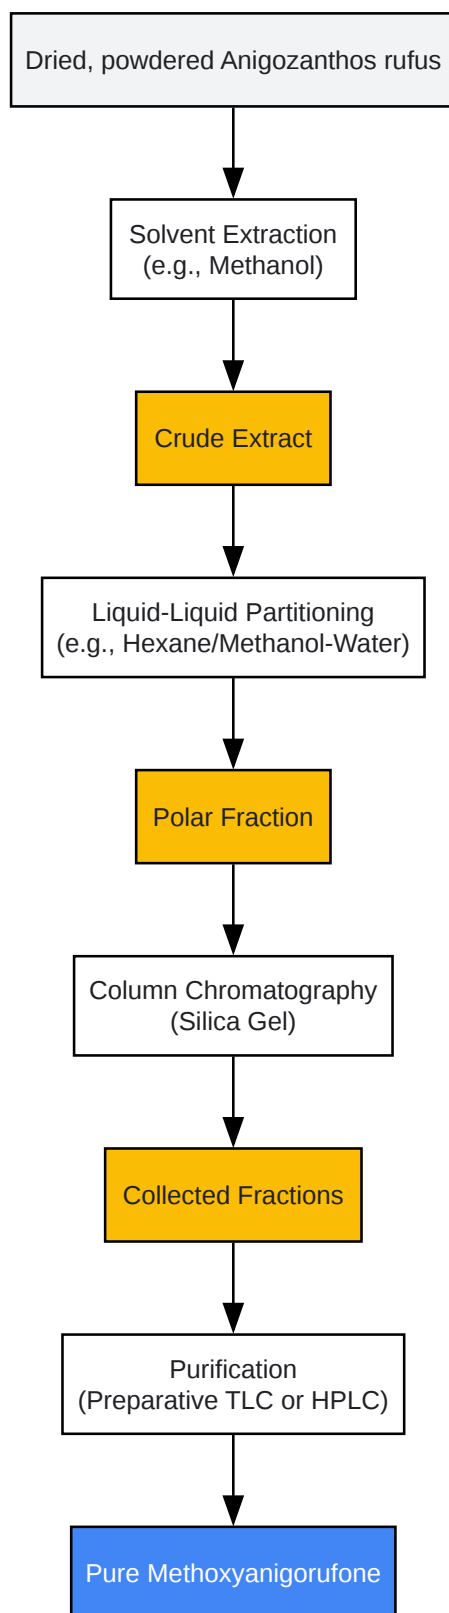 Dried, powdered Anigozanthos rufus
Solvent Extraction
(e.g., Methanol)
Crude Extract
Liquid-Liquid Partitioning
(e.g., Hexane/Methanol-Water)
Polar Fraction
Column Chromatography
(Silica Gel)
Collected Fractions
Purification
(Preparative TLC or HPLC)
Pure Methoxyanigorufone